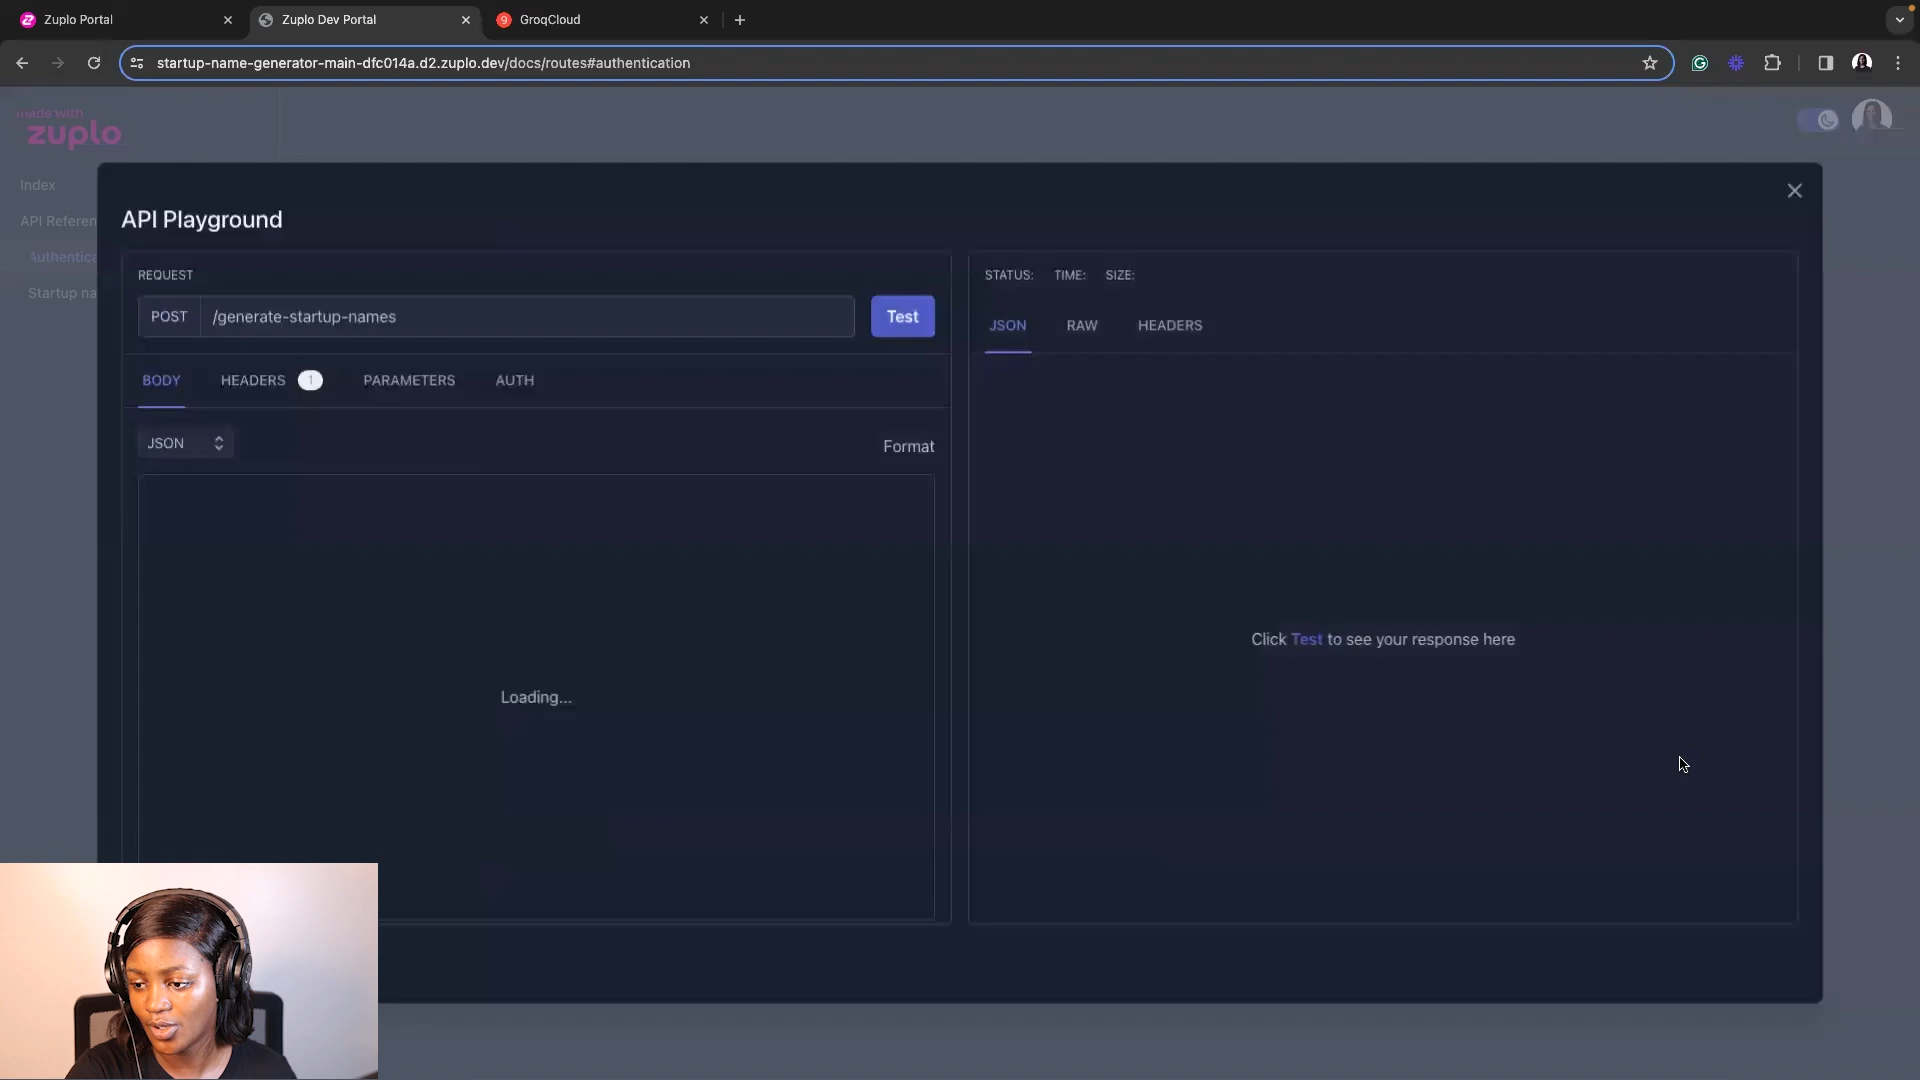 Zuplo Portal
Zuplo Dev Portal
GroqCloud
startup-name-generator-main-dfc014a.d2.zuplo.dev/docs/routes#authentication
made with
zuplo
Index
API Referen
Authentica
Startup na
API Playground
REQUEST
POST /generate-startup-names
Test
BODY HEADERS 1 PARAMETERS AUTH
JSON
Format
Loading...
STATUS: TIME: SIZE:
JSON RAW HEADERS
Click Test to see your response here